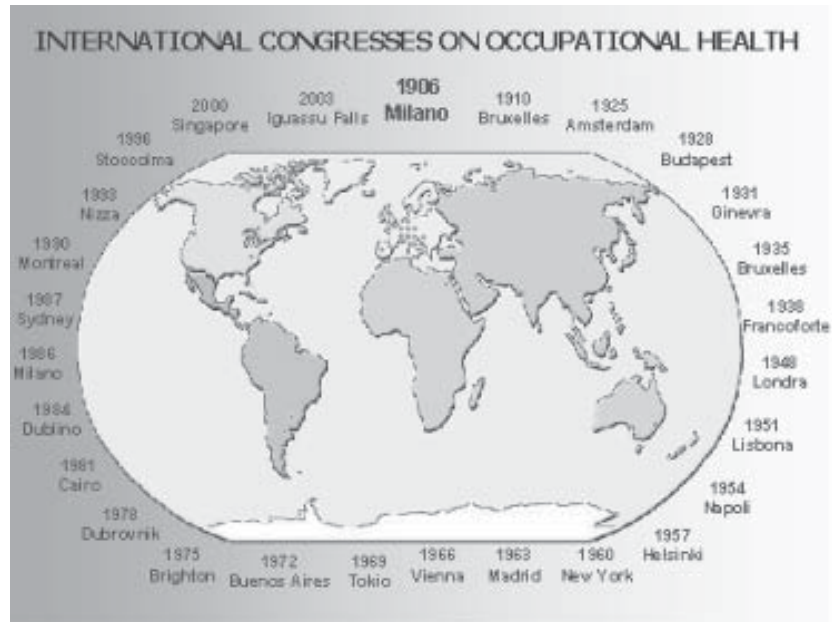 INTERNATIONAL CONGRESSES ON OCCUPATIONAL HEALTH
1906
Milano
1910
Bruxelles
1925
Amsterdam
1928
Budapest
1931
Ginevra
1935
Bruxelles
1938
Francoforte
1948
Londra
1951
Lisbona
1954
Napoli
1957
Helsinki
1960
New York
1963
Madrid
1966
Vienna
1969
Tokio
1972
Buenos Aires
1975
Brighton
1978
Dubrovnik
1981
Cairo
1984
Dublino
1986
Milano
1987
Sydney
1990
Montreal
1993
Nizza
1996
Stoccolma
2000
Singapore
2003
Iguassu Falls